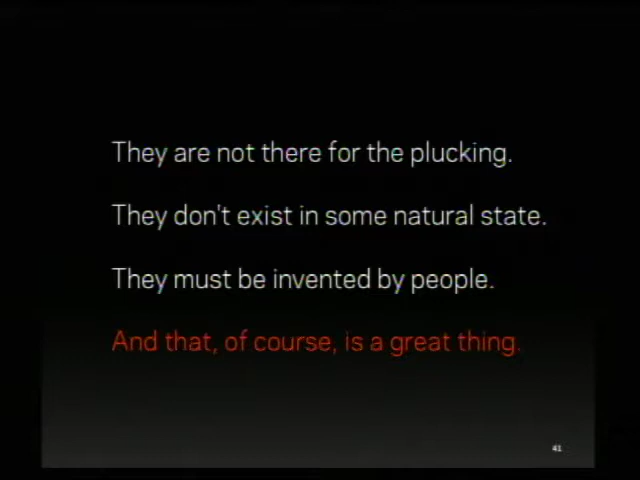 They are not there for the plucking.
They don't exist in some natural state.
They must be invented by people.
And that, of course, is a great thing.
41